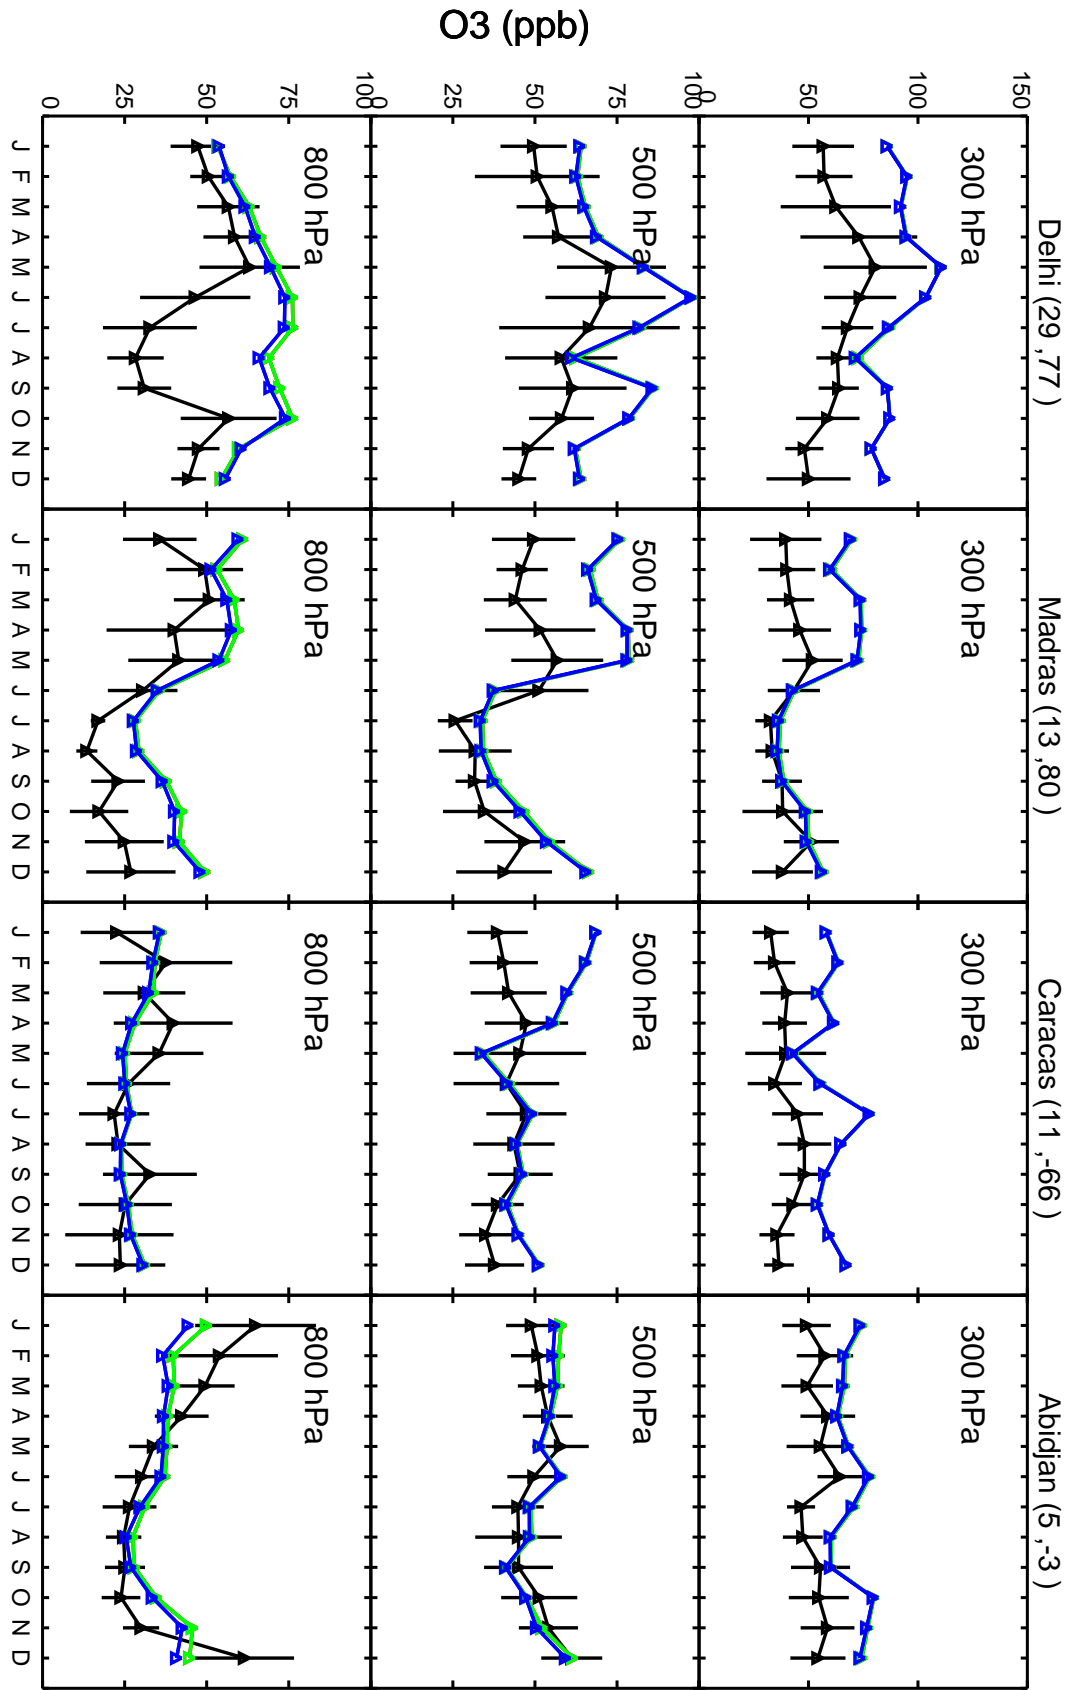 Delhi (29 ,77 )
Madras (13 ,80 )
Caracas (11 ,-66 )
Abidjan (5 ,-3 )
O3 (ppb)
150
100
50
0
300 hPa
300 hPa
300 hPa
300 hPa
100
75
50
25
0
500 hPa
500 hPa
500 hPa
500 hPa
100
75
50
25
0
800 hPa
800 hPa
800 hPa
800 hPa
J F M A M J J A S O N D
J F M A M J J A S O N D
J F M A M J J A S O N D
J F M A M J J A S O N D